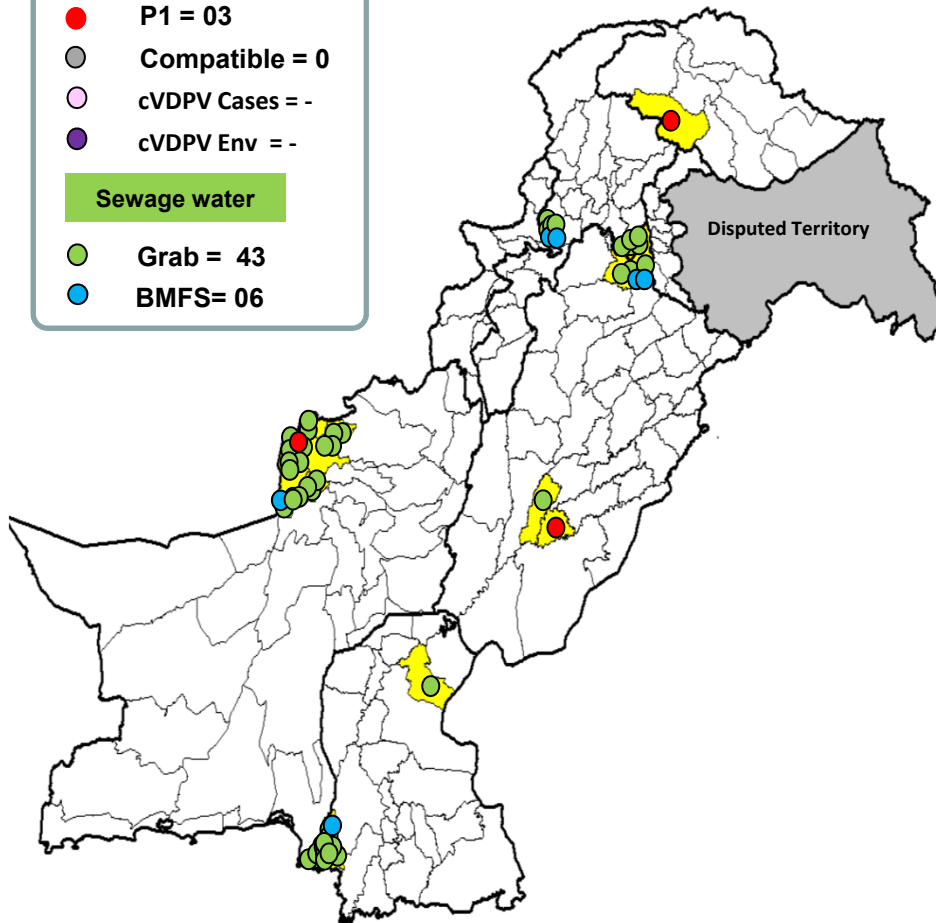 P1 = 03
Compatible = 0
cVDPV Cases = -
cVDPV Env = -
Sewage water
Grab = 43
BMFS= 06
Disputed Territory